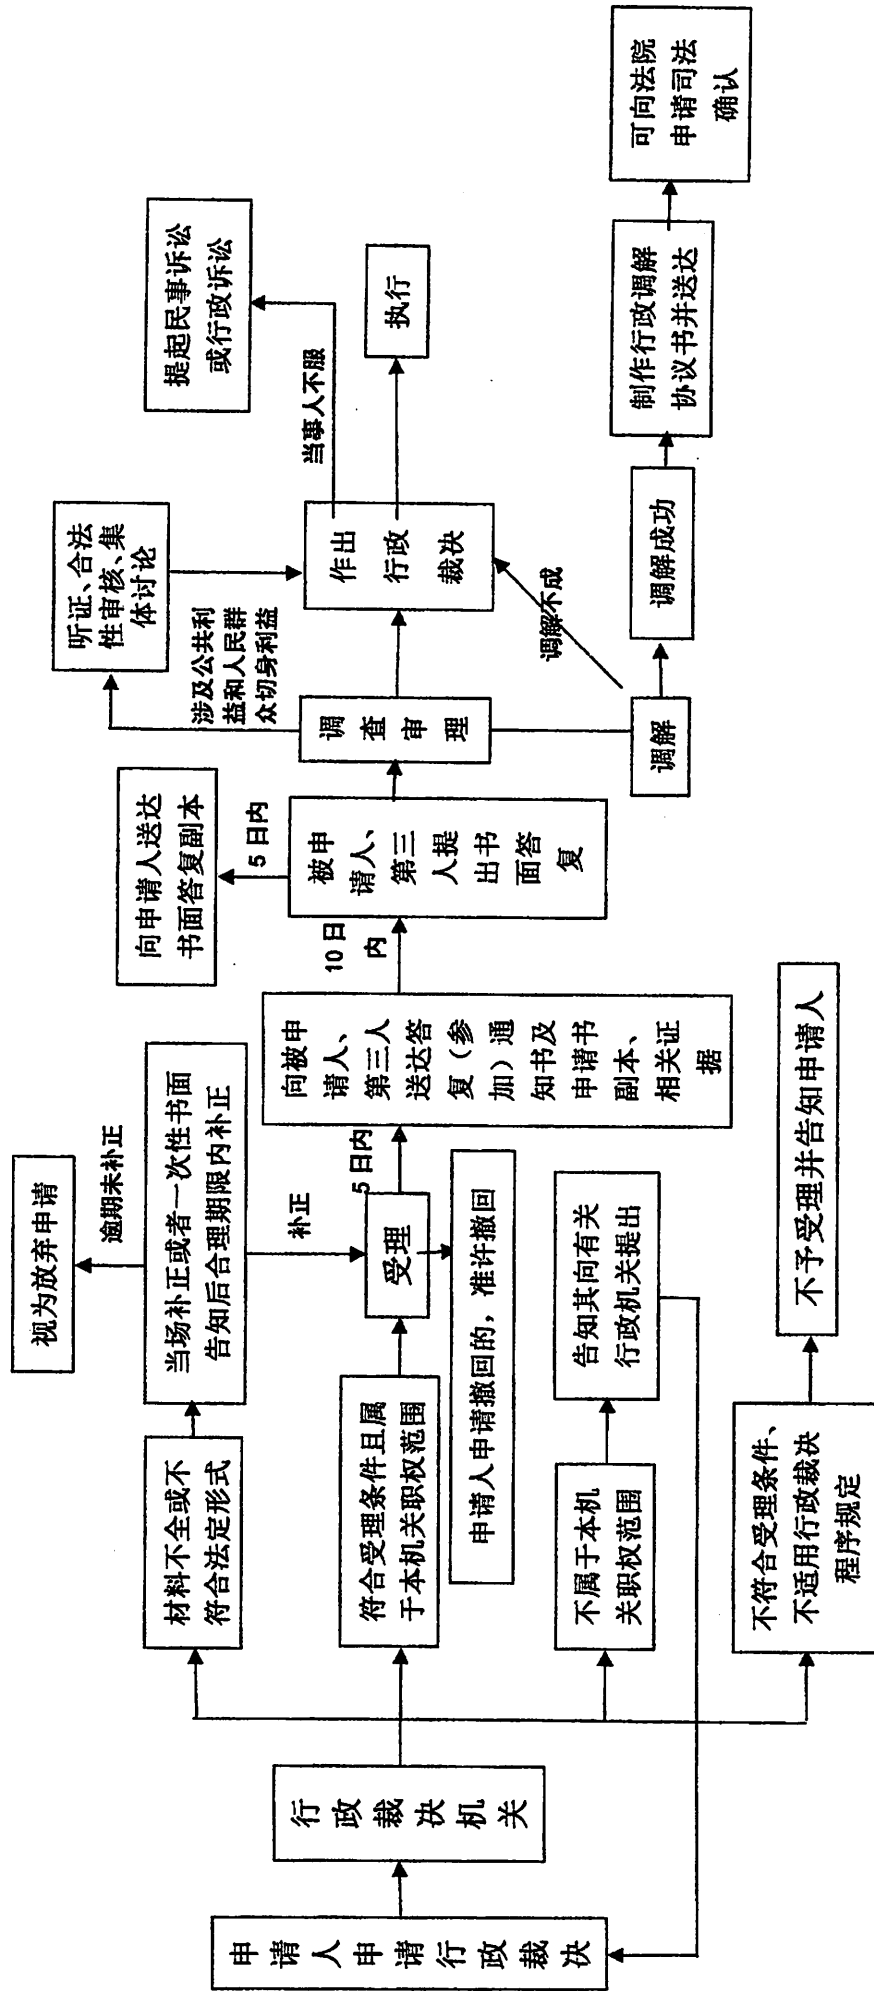 申请人申请行政裁决
行政裁决机关
材料不全或不
符合法定形式
当场补正或者一次性书面
告知后合理期限内补正
逾期未补正
视为放弃申请
补正
符合受理条件且属
于本机关职权范围
受理
申请人申请撤回的，准许撤回
不属于本机
关职权范围
告知其向有关
行政机关提出
不符合受理条件、
不适用行政裁决
程序规定
不予受理并告知申请人
5 日内
向被申
请人、
第三人
送达答
复（参
加）通
知书及
申请书
副本、
相关证
据
10 日
内
被申
请人、
第三
人提
出书
面答
复
5 日内
向申请人送达
书面答复副本
调查审理
涉及公共利
益和人民群
众切身利益
听证、合法
性审核、集
体讨论
作出
行政
裁决
当事人不服
提起民事诉讼
或行政诉讼
执行
调解
调解不成
调解成功
制作行政调解
协议书并送达
可向法院
申请司法
确认